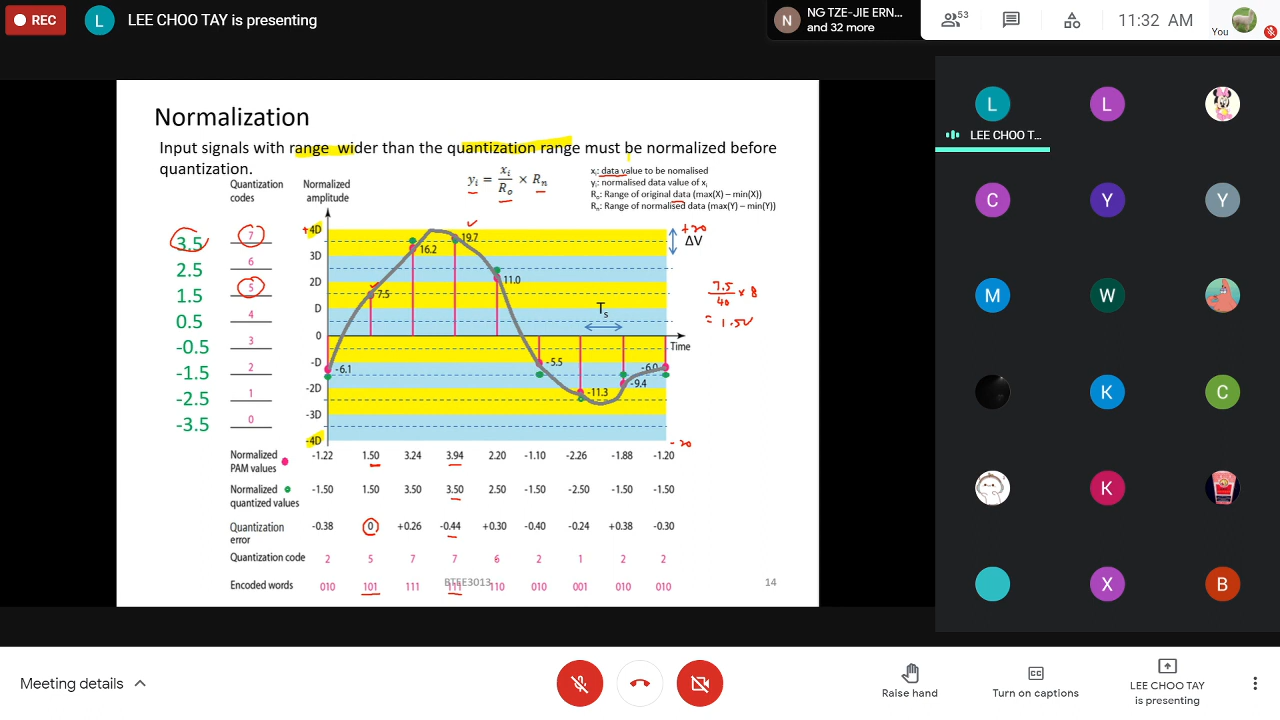 REC
L
LEE CHOO TAY is presenting
N
NG TZE-JIE ERN...
and 32 more
53
11:32 AM
You
Normalization
Input signals with range wider than the quantization range must be normalized before
quantization.
yᵢ = xᵢ / Rₒ × Rₙ
xᵢ: data value to be nomalised
yᵢ: normalised data value of xᵢ
Rₒ: Range of original data (max(X) – min(X))
Rₙ: Range of normalised data (max(Y) – min(Y))
Quantization
codes
Normalized
amplitude
3.5 7 +4D
2.5 6 3D
1.5 5 2D
0.5 4 D
0
-0.5 3 -D
-1.5 2 -2D
-2.5 1 -3D
-3.5 0 -4D
+20
ΔV
19.7
16.2
11.0
7.5
Tₛ
7.5/40 × 8
= 1.5V
Time
-6.1
-5.5
-11.3
-9.4
-6.0
-20
Normalized
PAM values
-1.22 1.50 3.24 3.94 2.20 -1.10 -2.26 -1.88 -1.20
Normalized
quantized values
-1.50 1.50 3.50 3.50 2.50 -1.50 -2.50 -1.50 -1.50
Quantization
error
-0.38 0 +0.26 -0.44 +0.30 -0.40 -0.24 +0.38 -0.30
Quantization code 2 5 7 7 6 2 1 2 2
Encoded words 010 101 111 111 110 010 001 010 010
BTEE3013
14
L
LEE CHOO T...
L
C
Y
Y
M
W
K
C
K
X
B
Meeting details
Raise hand
CC
Turn on captions
LEE CHOO TAY
is presenting